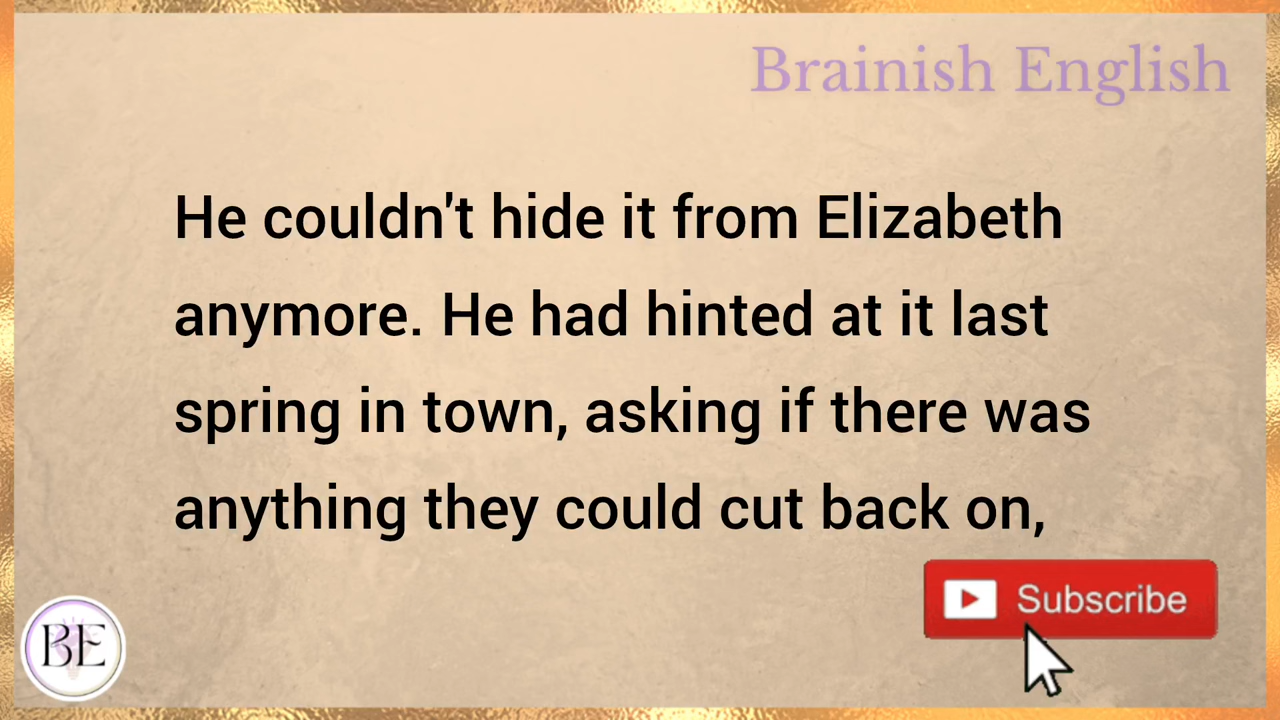 Brainish English
He couldn't hide it from Elizabeth
anymore. He had hinted at it last
spring in town, asking if there was
anything they could cut back on,
Subscribe
BE